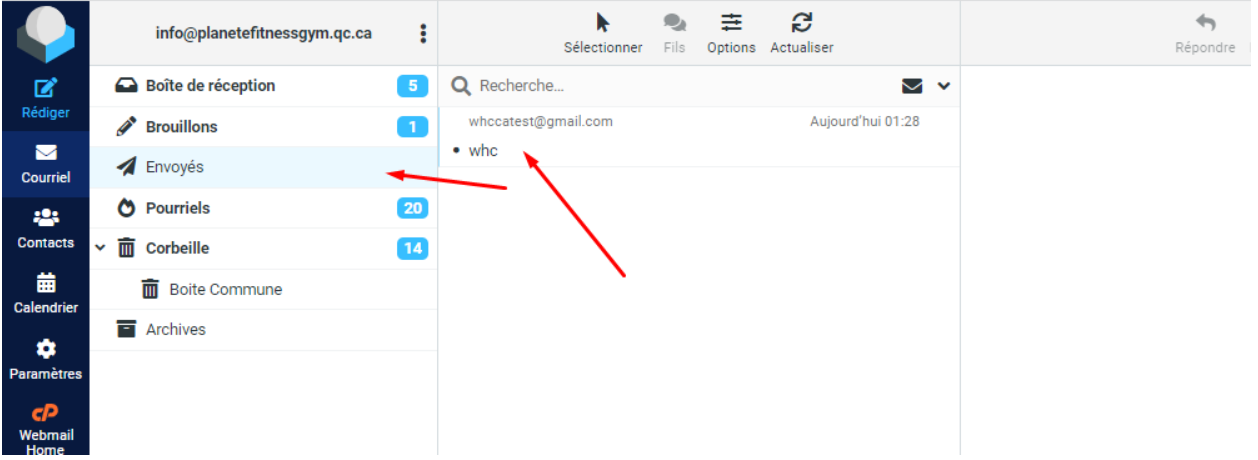 info@planetefitnessgym.qc.ca
Sélectionner
Fils
Options
Actualiser
Répondre
Rédiger
Courriel
Contacts
Calendrier
Paramètres
cP
Webmail
Home
Boîte de réception 5
Brouillons 1
Envoyés
Pourriels 20
Corbeille 14
Boite Commune
Archives
Recherche...
whccatest@gmail.com Aujourd'hui 01:28
• whc